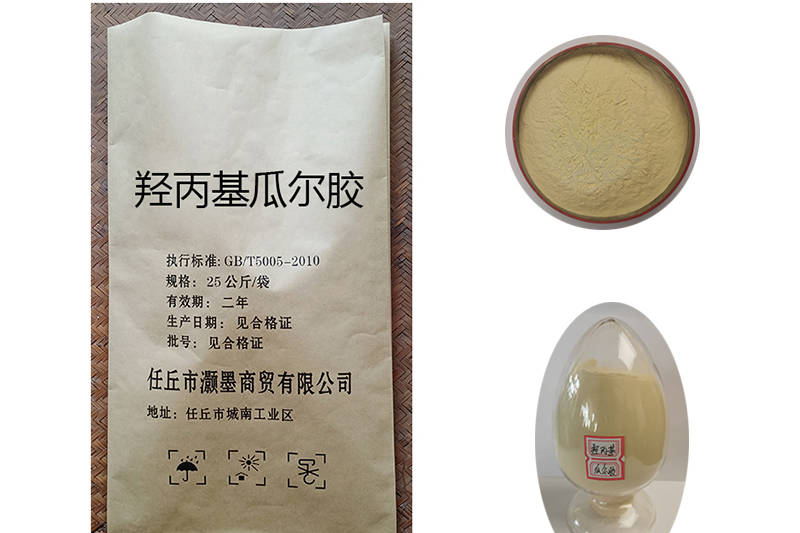 羟丙基瓜尔胶
执行标准: GB/T5005-2010
规格: 25公斤/袋
有效期: 二年
生产日期: 见合格证
批号: 见合格证
任丘市灏墨商贸有限公司
地址: 任丘市城南工业区
羟丙基
瓜尔胶